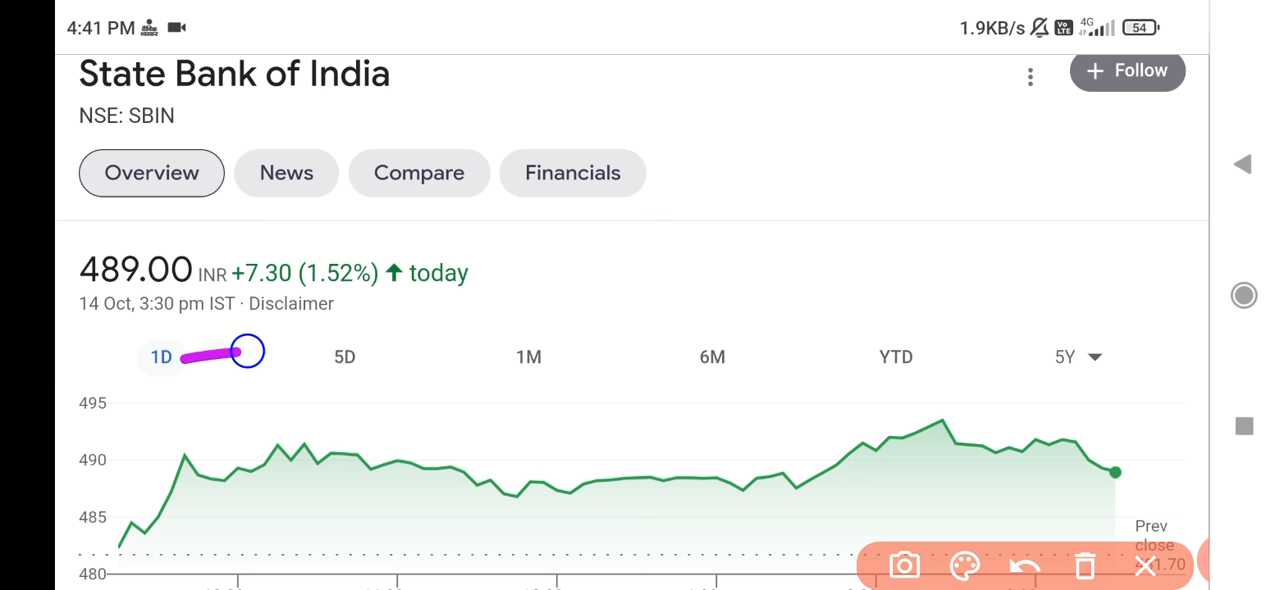 4:41 PM 1.9KB/s 4G 54
State Bank of India
+ Follow
NSE: SBIN
Overview News Compare Financials
489.00 INR +7.30 (1.52%) ↑ today
14 Oct, 3:30 pm IST · Disclaimer
1D 5D 1M 6M YTD 5Y
495
490
485
Prev
close
480